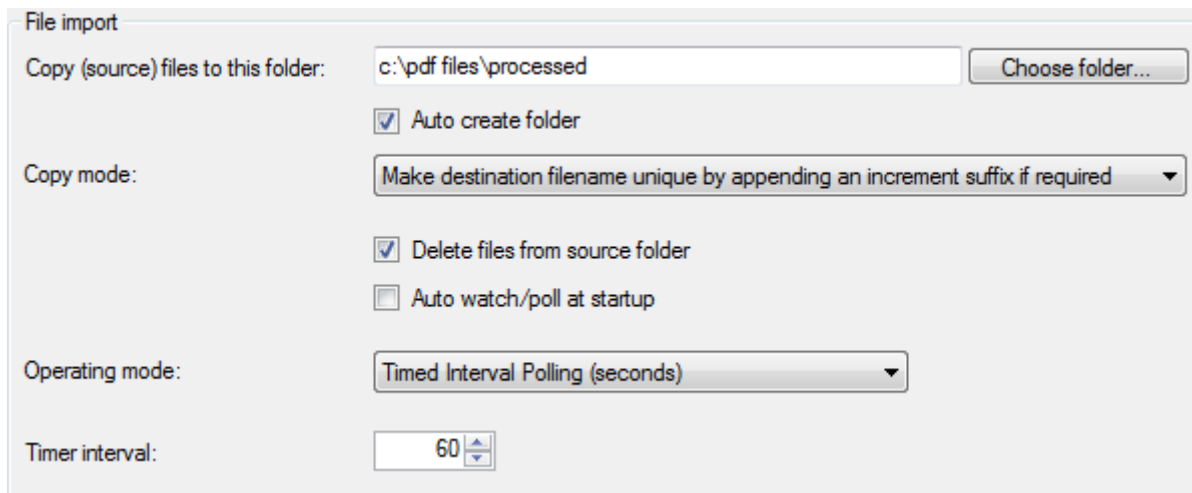 File import
Copy (source) files to this folder: c:\pdf files\processed Choose folder...
Auto create folder
Copy mode: Make destination filename unique by appending an increment suffix if required
Delete files from source folder
Auto watch/poll at startup
Operating mode: Timed Interval Polling (seconds)
Timer interval: 60